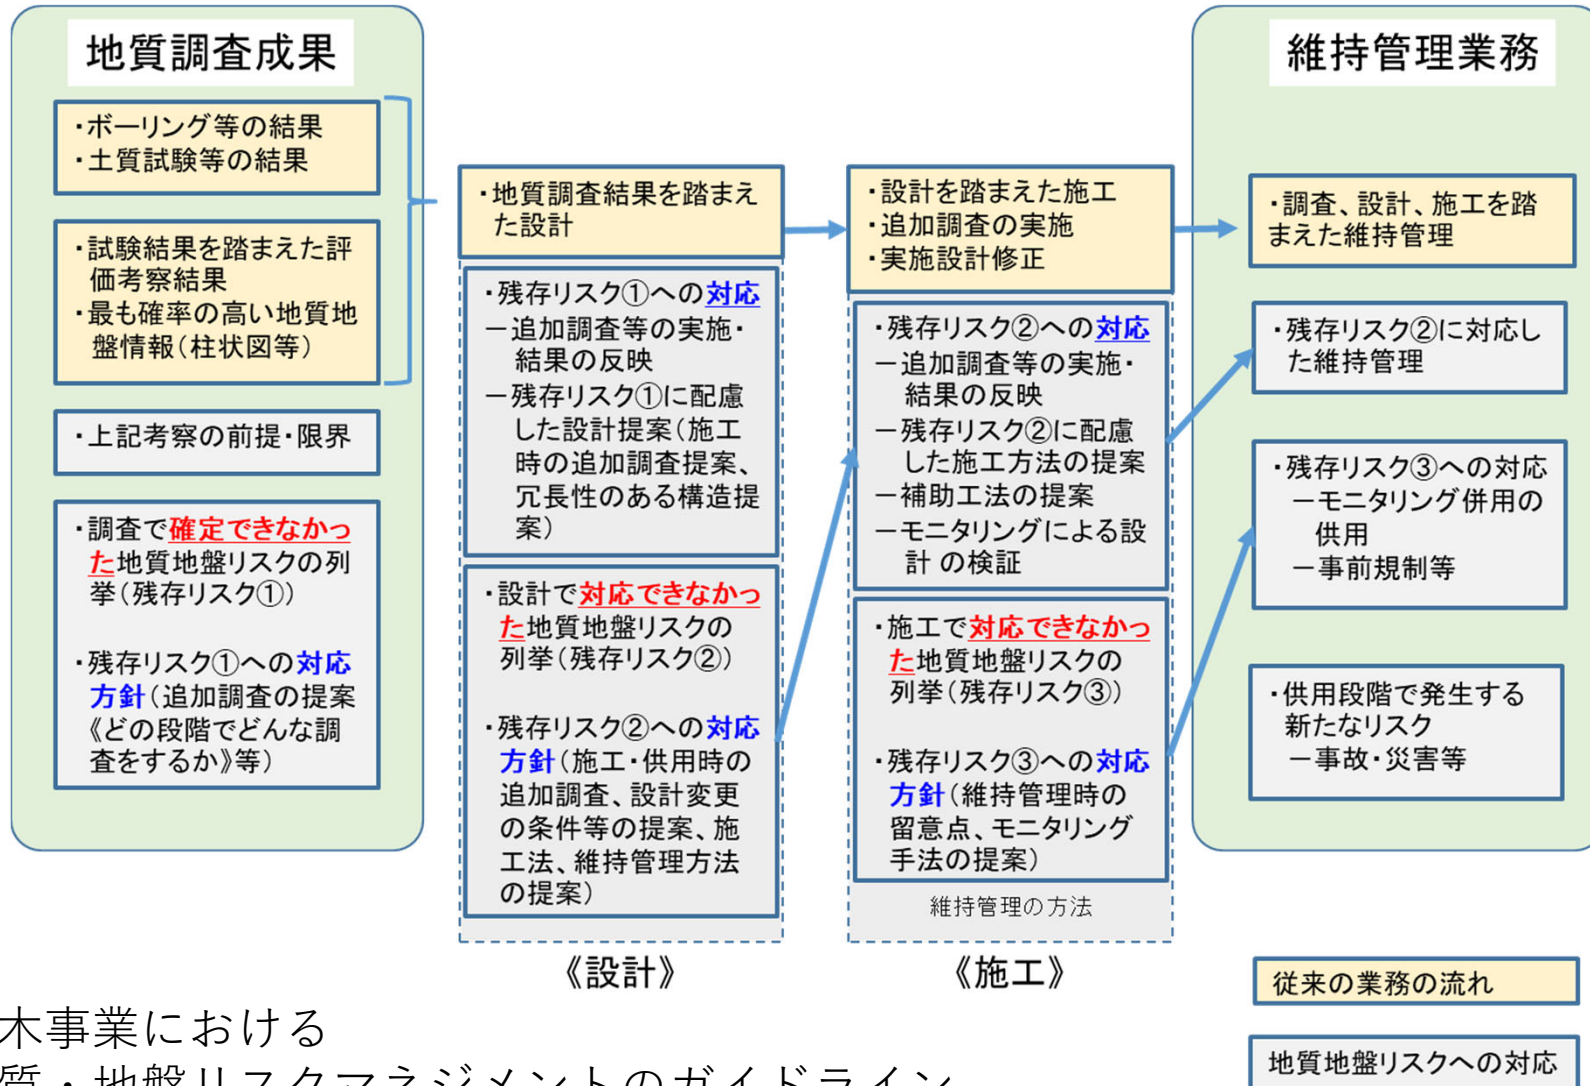 地質調査成果
・ボーリング等の結果
・土質試験等の結果
・試験結果を踏まえた評
価考察結果
・最も確率の高い地質地
盤情報（柱状図等）
・上記考察の前提・限界
・調査で確定できなかっ
た地質地盤リスクの列
挙（残存リスク①）
・残存リスク①への対応
方針（追加調査の提案
《どの段階でどんな調
査をするか》等）
・地質調査結果を踏まえ
た設計
・残存リスク①への対応
－追加調査等の実施・
結果の反映
－残存リスク①に配慮
した設計提案（施工
時の追加調査提案、
冗長性のある構造提
案）
・設計で対応できなかっ
た地質地盤リスクの
列挙（残存リスク②）
・残存リスク②への対応
方針（施工・供用時の
追加調査、設計変更
の条件等の提案、施
工法、維持管理方法
の提案）
《設計》
・設計を踏まえた施工
・追加調査の実施
・実施設計修正
・残存リスク②への対応
－追加調査等の実施・
結果の反映
－残存リスク②に配慮
した施工方法の提案
－補助工法の提案
－モニタリングによる設
計 の検証
・施工で対応できなかっ
た地質地盤リスクの
列挙（残存リスク③）
・残存リスク③への対応
方針（維持管理時の
留意点、モニタリング
手法の提案）
維持管理の方法
《施工》
維持管理業務
・調査、設計、施工を踏
まえた維持管理
・残存リスク②に対応し
た維持管理
・残存リスク③への対応
－モニタリング併用の
供用
－事前規制等
・供用段階で発生する
新たなリスク
－事故・災害等
従来の業務の流れ
地質地盤リスクへの対応
木事業における
質・地盤リスクマネジメントのガイドライン